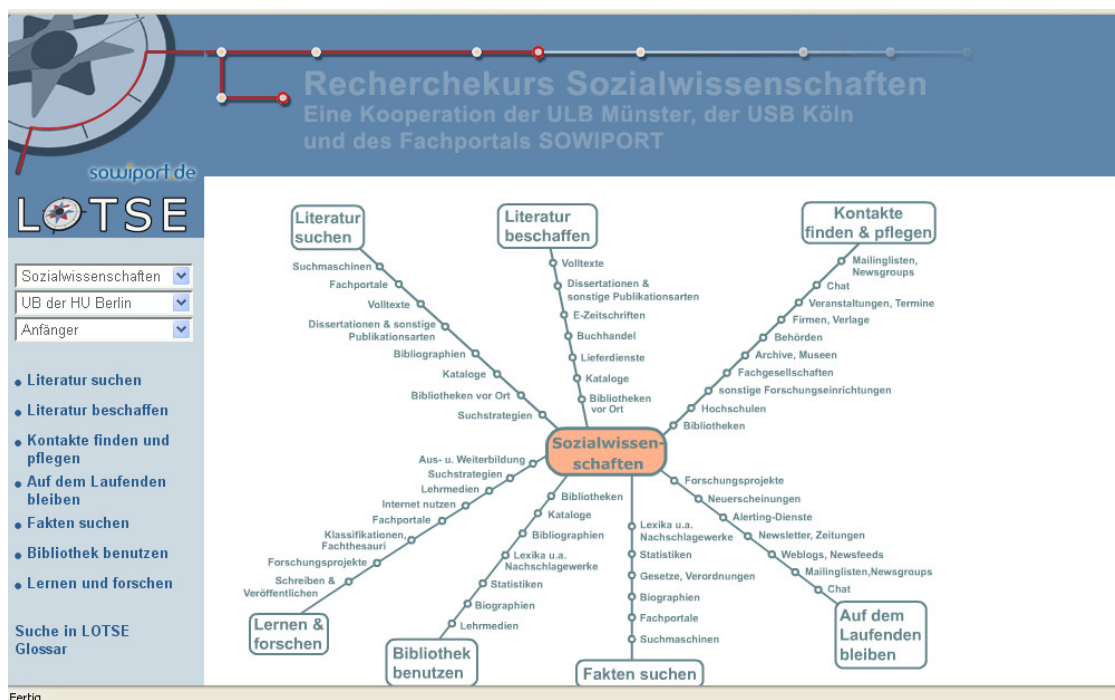 Recherchekurs Sozialwissenschaften
Eine Kooperation der ULB Münster, der USB Köln
und des Fachportals SOWIPORT
sowiport.de
LOTSE
Sozialwissenschaften
UB der HU Berlin
Anfänger
Literatur suchen
Literatur beschaffen
Kontakte finden und
pflegen
Auf dem Laufenden
bleiben
Fakten suchen
Bibliothek benutzen
Lernen und forschen
Suche in LOTSE
Glossar
Literatur
suchen
Suchmaschinen
Fachportale
Volltexte
Dissertationen & sonstige
Publikationsarten
Bibliographien
Kataloge
Bibliotheken vor Ort
Suchstrategien
Literatur
beschaffen
Volltexte
Dissertationen &
sonstige Publikationsarten
E-Zeitschriften
Buchhandel
Lieferdienste
Kataloge
Bibliotheken
vor Ort
Kontakte
finden & pflegen
Mailinglisten,
Newsgroups
Chat
Veranstaltungen, Termine
Firmen, Verlage
Behörden
Archive, Museen
Fachgesellschaften
sonstige Forschungseinrichtungen
Hochschulen
Bibliotheken
Sozialwissen-
schaften
Aus- u. Weiterbildung
Suchstrategien
Lehrmedien
Internet nutzen
Fachportale
Klassifikationen,
Fachthesauri
Forschungsprojekte
Schreiben &
Veröffentlichen
Lernen &
forschen
Bibliotheken
Kataloge
Bibliographien
Lexika u.a.
Nachschlagewerke
Statistiken
Biographien
Lehrmedien
Bibliothek
benutzen
Lexika u.a.
Nachschlagewerke
Statistiken
Gesetze, Verordnungen
Biographien
Fachportale
Suchmaschinen
Fakten suchen
Forschungsprojekte
Neuerscheinungen
Alerting-Dienste
Newsletter, Zeitungen
Weblogs, Newsfeeds
Mailinglisten,Newsgroups
Chat
Auf dem
Laufenden
bleiben
Fertig